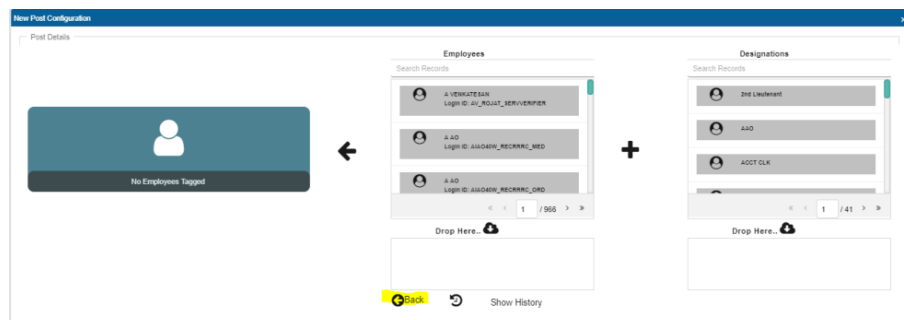 New Post Configuration
Post Details
Employees
Search Records
A VENKATESAN
Login ID: AV_ROJAT_SERVVERIFIER
A AO
Login ID: AIAO40W_RECRRRC_MED
A AO
Login ID: AIAO40W_RECRRRC_ORD
1 / 966
Drop Here..
Designations
Search Records
2nd Lieutenant
AAO
ACCT CLK
1 / 41
Drop Here..
No Employees Tagged
Back
Show History